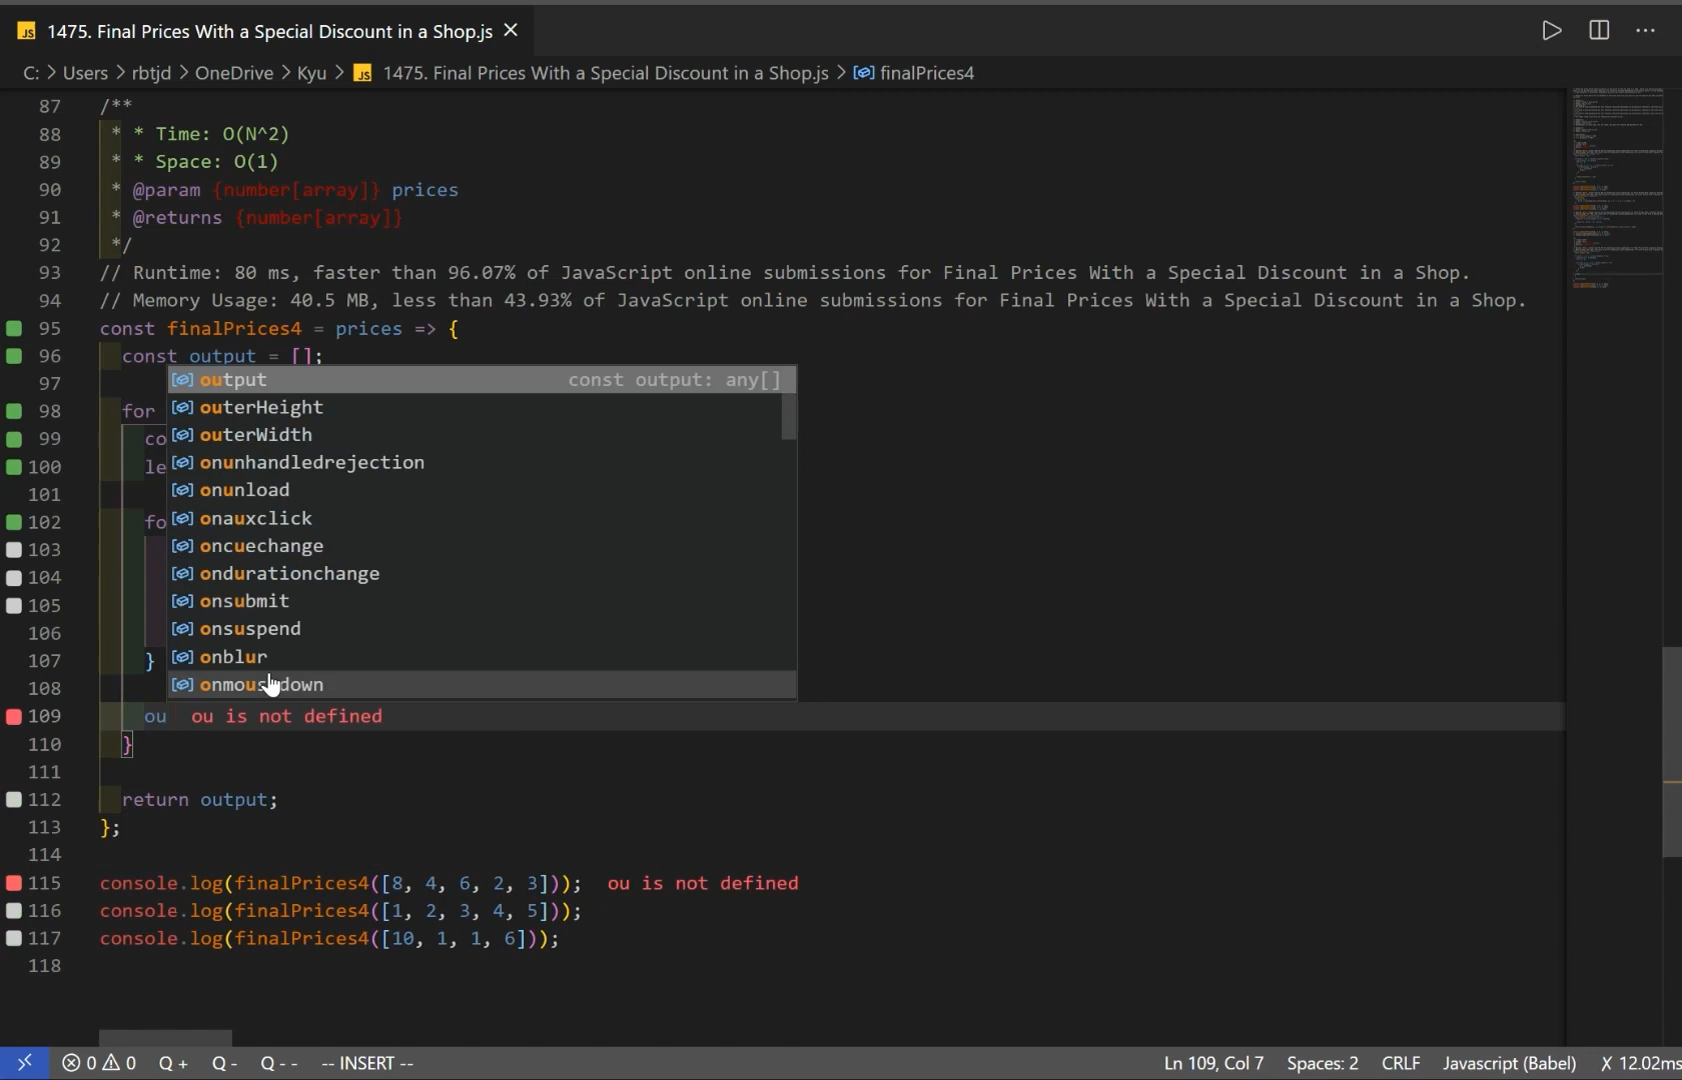 JS 1475. Final Prices With a Special Discount in a Shop.js
C: > Users > rbtjd > OneDrive > Kyu > JS 1475. Final Prices With a Special Discount in a Shop.js > finalPrices4
87 /**
88 * * Time: O(N^2)
89 * * Space: O(1)
90 * @param {number[array]} prices
91 * @returns {number[array]}
92 */
93 // Runtime: 80 ms, faster than 96.07% of JavaScript online submissions for Final Prices With a Special Discount in a Shop.
94 // Memory Usage: 40.5 MB, less than 43.93% of JavaScript online submissions for Final Prices With a Special Discount in a Shop.
95 const finalPrices4 = prices => {
96 const output = [];
97 output const output: any[]
98 for outerHeight
99 co outerWidth
100 le onunhandledrejection
101 onunload
102 fo onauxclick
103 oncuechange
104 ondurationchange
105 onsubmit
106 onsuspend
107 } onblur
108 onmousedown
109 ou ou is not defined
110 }
111
112 return output;
113 };
114
115 console.log(finalPrices4([8, 4, 6, 2, 3])); ou is not defined
116 console.log(finalPrices4([1, 2, 3, 4, 5]));
117 console.log(finalPrices4([10, 1, 1, 6]));
118
0 0 Q + Q - Q - - -- INSERT -- Ln 109, Col 7 Spaces: 2 CRLF Javascript (Babel) X 12.02ms